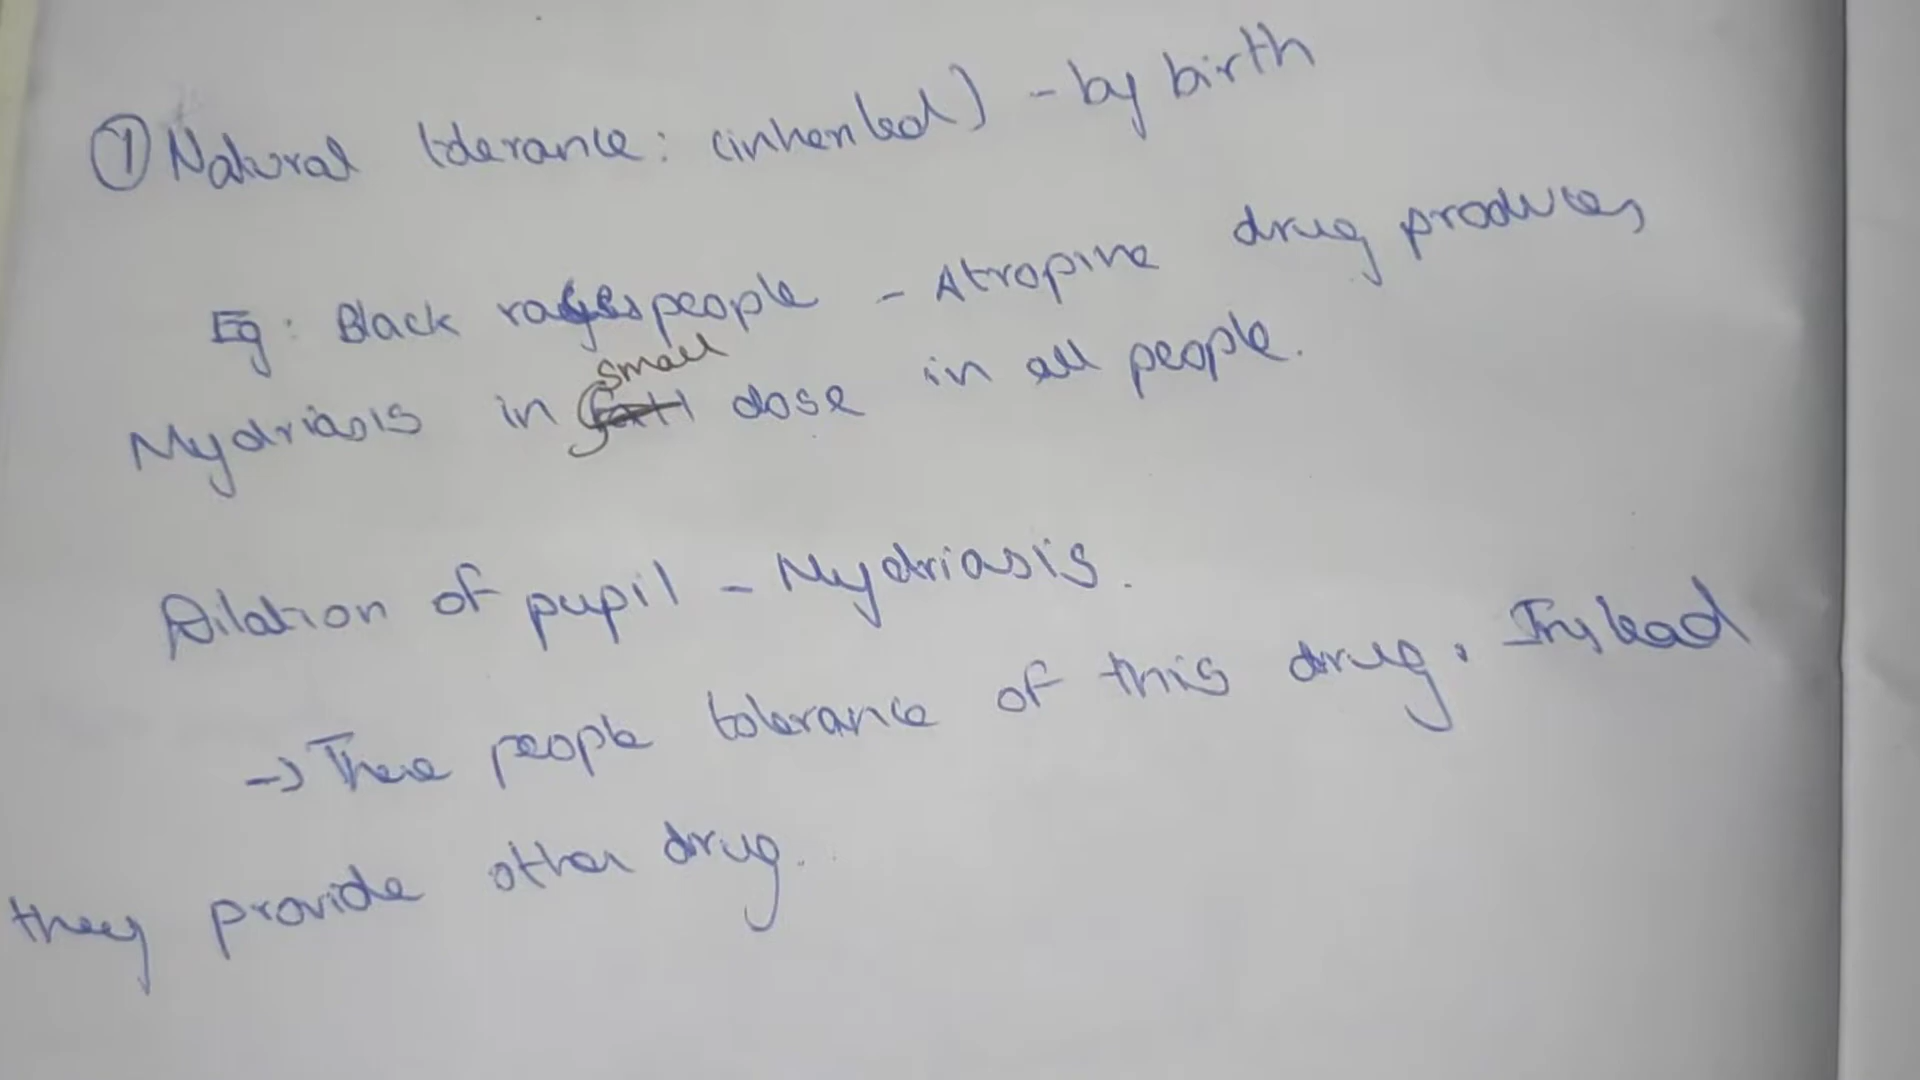 ① Natural tolerance: (inherited) - by birth
Eg: Black races people - Atropine drug produces
small
Mydriasis in dose in all people.
Dilation of pupil - Mydriasis.
-> These people tolerance of this drug. Instead
they provide other drug.